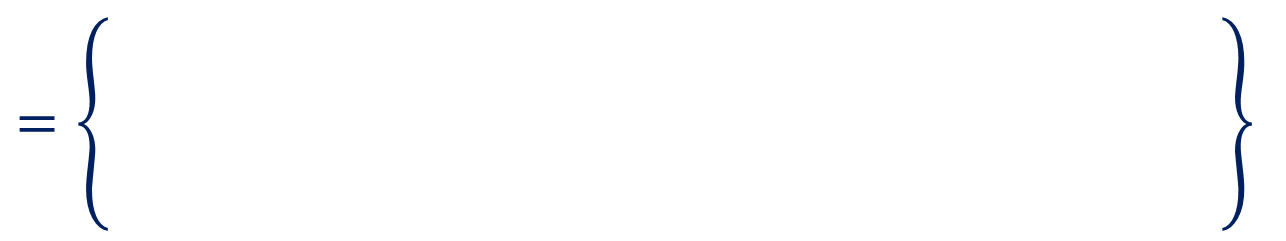 = { }